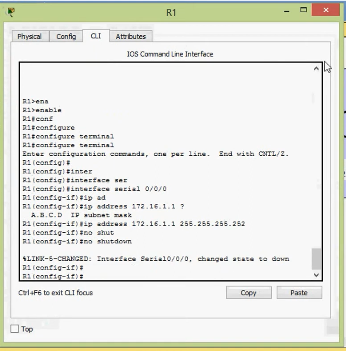 R1
Physical Config CLI Attributes
IOS Command Line Interface
R1>ena
R1>enable
R1#conf
R1#configure
R1#configure terminal
R1#configure terminal
Enter configuration commands, one per line.  End with CNTL/Z.
R1(config)#
R1(config)#inter
R1(config)#interface ser
R1(config)#interface serial 0/0/0
R1(config-if)#ip ad
R1(config-if)#ip address 172.16.1.1 ?
  A.B.C.D  IP subnet mask
R1(config-if)#ip address 172.16.1.1 255.255.255.252
R1(config-if)#no shut
R1(config-if)#no shutdown
%LINK-5-CHANGED: Interface Serial0/0/0, changed state to down
R1(config-if)#
R1(config-if)#
Ctrl+F6 to exit CLI focus
Copy Paste
Top